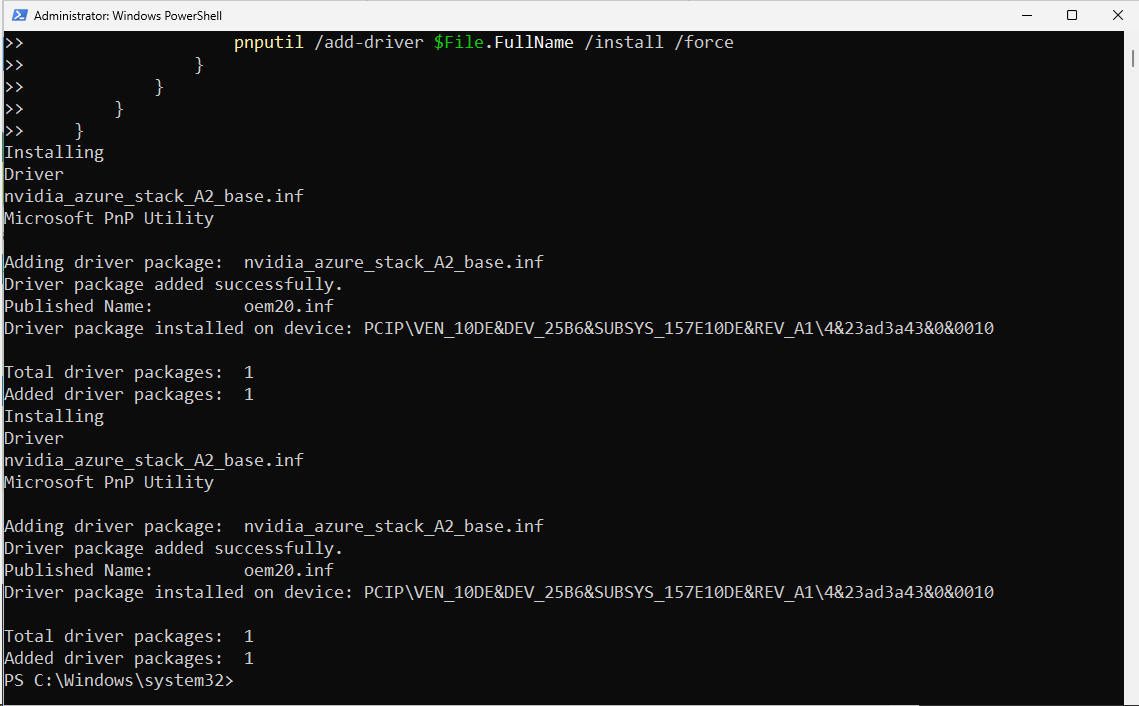 Administrator: Windows PowerShell
>>                     pnputil /add-driver $File.FullName /install /force
>>                 }
>>             }
>>         }
>>     }
Installing
Driver
nvidia_azure_stack_A2_base.inf
Microsoft PnP Utility
Adding driver package:  nvidia_azure_stack_A2_base.inf
Driver package added successfully.
Published Name:         oem20.inf
Driver package installed on device: PCIP\VEN_10DE&DEV_25B6&SUBSYS_157E10DE&REV_A1\4&23ad3a43&0&0010
Total driver packages:  1
Added driver packages:  1
Installing
Driver
nvidia_azure_stack_A2_base.inf
Microsoft PnP Utility
Adding driver package:  nvidia_azure_stack_A2_base.inf
Driver package added successfully.
Published Name:         oem20.inf
Driver package installed on device: PCIP\VEN_10DE&DEV_25B6&SUBSYS_157E10DE&REV_A1\4&23ad3a43&0&0010
Total driver packages:  1
Added driver packages:  1
PS C:\Windows\system32>